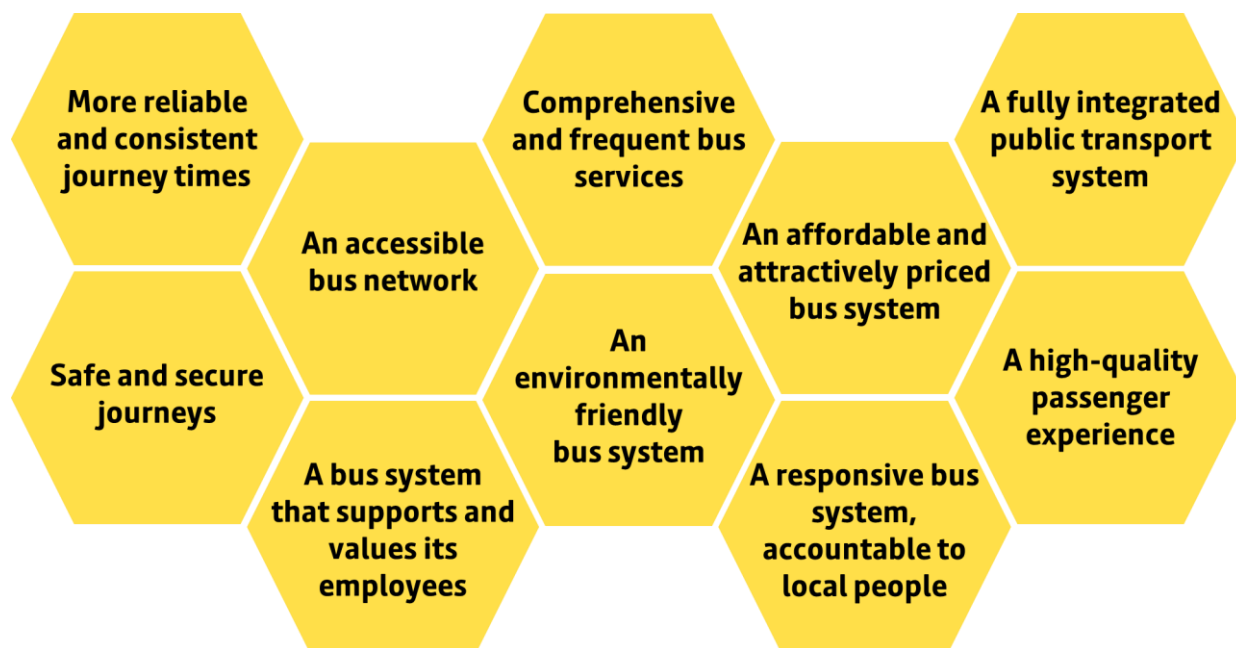 More reliable
and consistent
journey times
Comprehensive
and frequent bus
services
A fully integrated
public transport
system
An accessible
bus network
An affordable and
attractively priced
bus system
Safe and secure
journeys
An
environmentally
friendly
bus system
A high-quality
passenger
experience
A bus system
that supports and
values its
employees
A responsive bus
system,
accountable to
local people